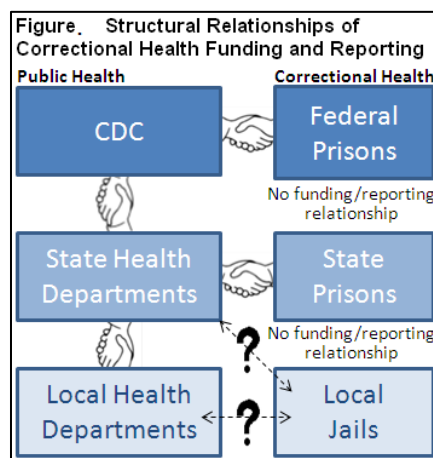 Figure. Structural Relationships of
Correctional Health Funding and Reporting
Public Health
Correctional Health
CDC
Federal
Prisons
No funding/reporting
relationship
State Health
Departments
State
Prisons
?
No funding/reporting
relationship
Local Health
Departments
?
Local
Jails